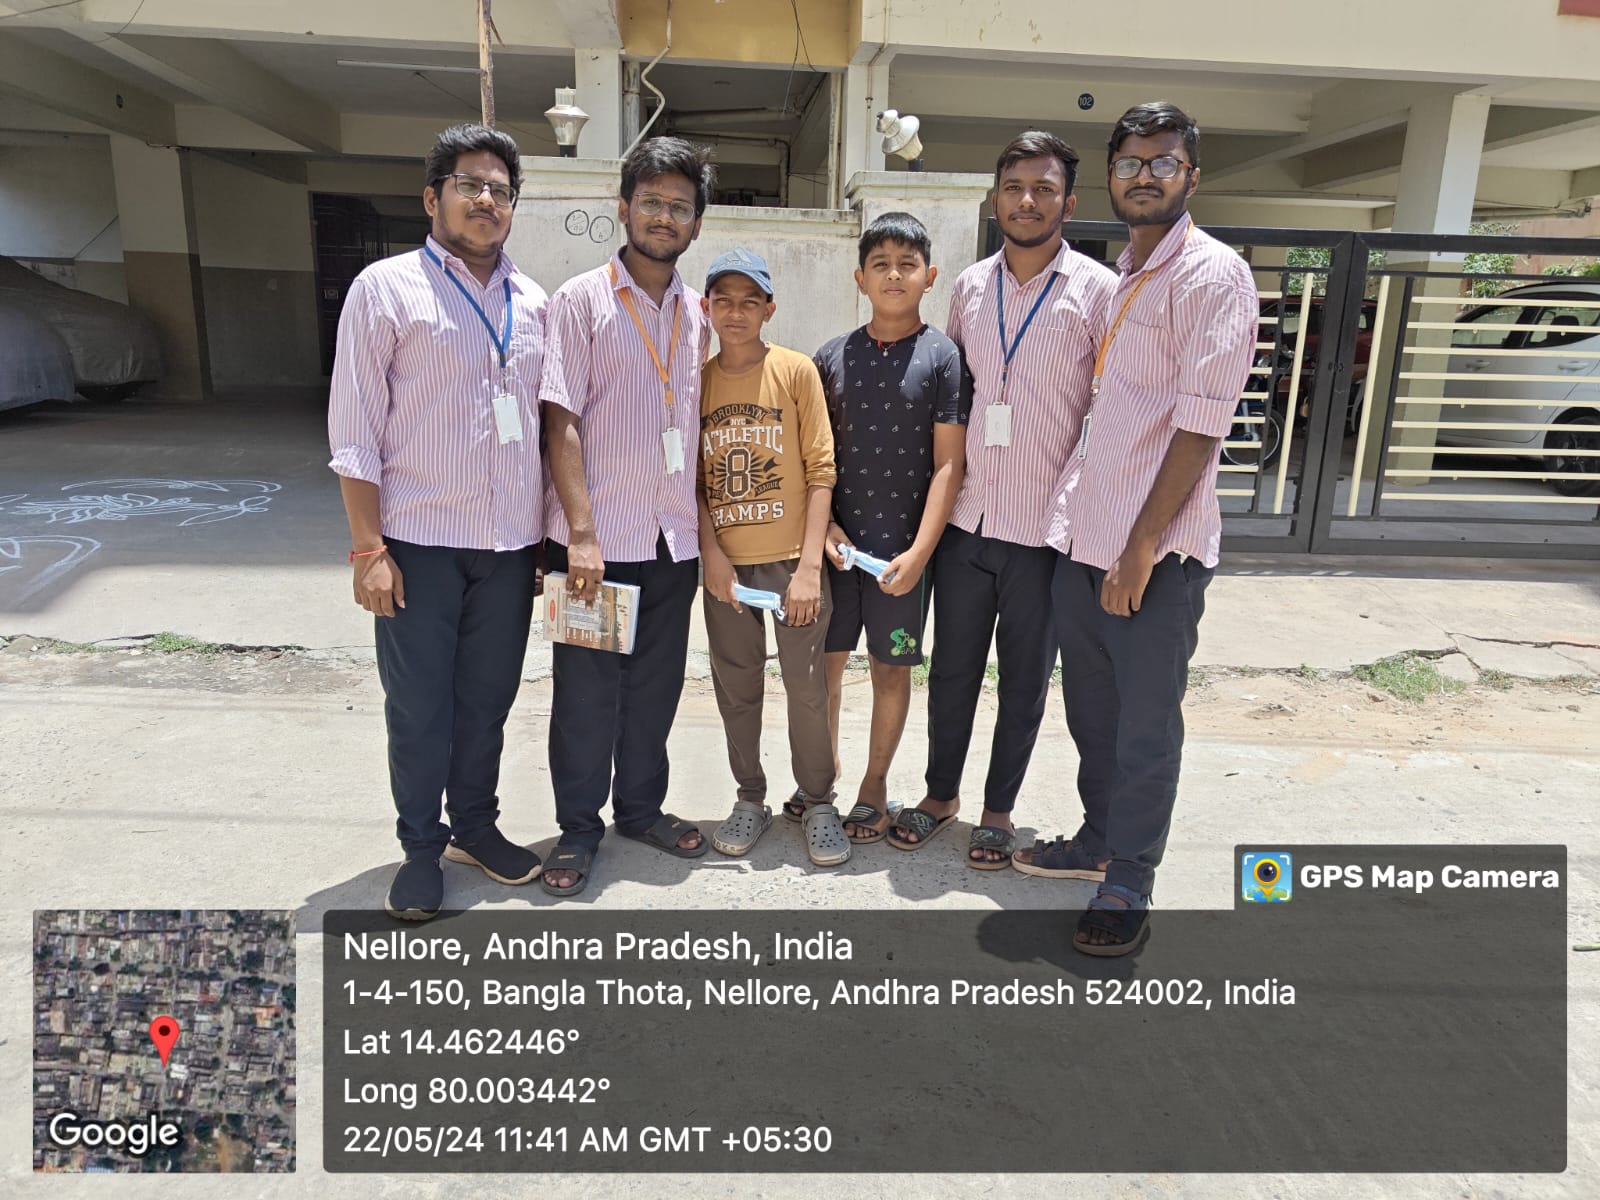 102
BROOKLYN
NYC
ATHLETIC
8
LEAGUE
CHAMPS
GPS Map Camera
Nellore, Andhra Pradesh, India
1-4-150, Bangla Thota, Nellore, Andhra Pradesh 524002, India
Lat 14.462446°
Long 80.003442°
22/05/24 11:41 AM GMT +05:30
Google